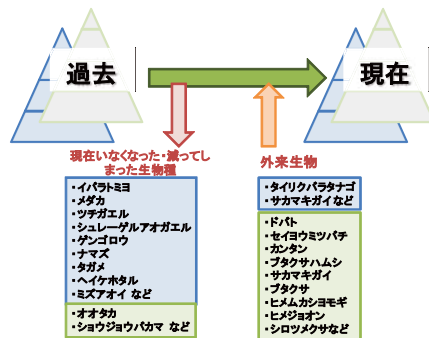 過去
現在
現在いなくなった・減ってし
まった生物種
外来生物
・イバラトミヨ
・メダカ
・ツチガエル
・シュレーゲルアオガエル
・ゲンゴロウ
・ナマズ
・タガメ
・ヘイケホタル
・ミズアオイ など
・オオタカ
・ショウジョウバカマ など
・タイリクバラタナゴ
・サカマキガイなど
・ドバト
・セイヨウミツバチ
・カンタン
・ブタクサハムシ
・サカマキガイ
・ブタクサ
・ヒメムカシヨモギ
・ヒメジョオン
・シロツメクサなど